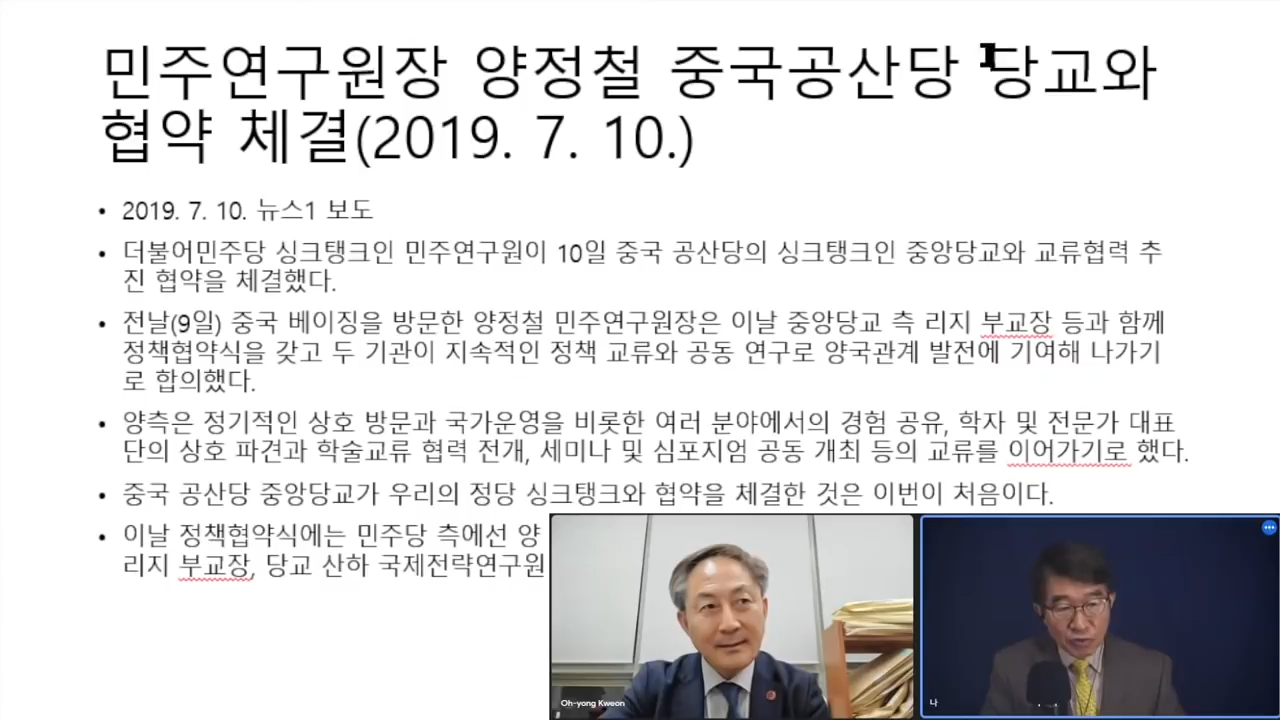 민주연구원장 양정철 중국공산당 당교와
협약 체결(2019. 7. 10.)
• 2019. 7. 10. 뉴스1 보도
• 더불어민주당 싱크탱크인 민주연구원이 10일 중국 공산당의 싱크탱크인 중앙당교와 교류협력 추
진 협약을 체결했다.
• 전날(9일) 중국 베이징을 방문한 양정철 민주연구원장은 이날 중앙당교 측 리지 부교장 등과 함께
정책협약식을 갖고 두 기관이 지속적인 정책 교류와 공동 연구로 양국관계 발전에 기여해 나가기
로 합의했다.
• 양측은 정기적인 상호 방문과 국가운영을 비롯한 여러 분야에서의 경험 공유, 학자 및 전문가 대표
단의 상호 파견과 학술교류 협력 전개, 세미나 및 심포지엄 공동 개최 등의 교류를 이어가기로 했다.
• 중국 공산당 중앙당교가 우리의 정당 싱크탱크와 협약을 체결한 것은 이번이 처음이다.
• 이날 정책협약식에는 민주당 측에선 양
리지 부교장, 당교 산하 국제전략연구원
Oh-yong Kweon
나